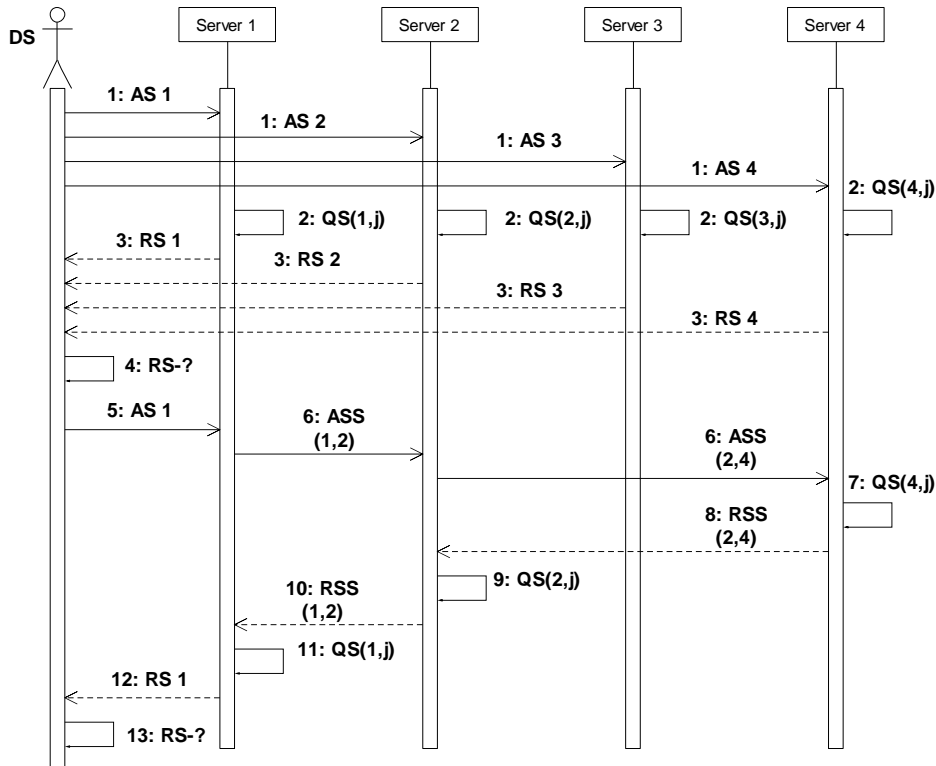 Server 1
Server 2
Server 3
Server 4
DS
1: AS 1
1: AS 2
1: AS 3
1: AS 4
2: QS(4,j)
2: QS(1,j)
2: QS(2,j)
2: QS(3,j)
3: RS 1
3: RS 2
3: RS 3
3: RS 4
4: RS-?
5: AS 1
6: ASS
(1,2)
6: ASS
(2,4)
7: QS(4,j)
8: RSS
(2,4)
9: QS(2,j)
10: RSS
(1,2)
11: QS(1,j)
12: RS 1
13: RS-?